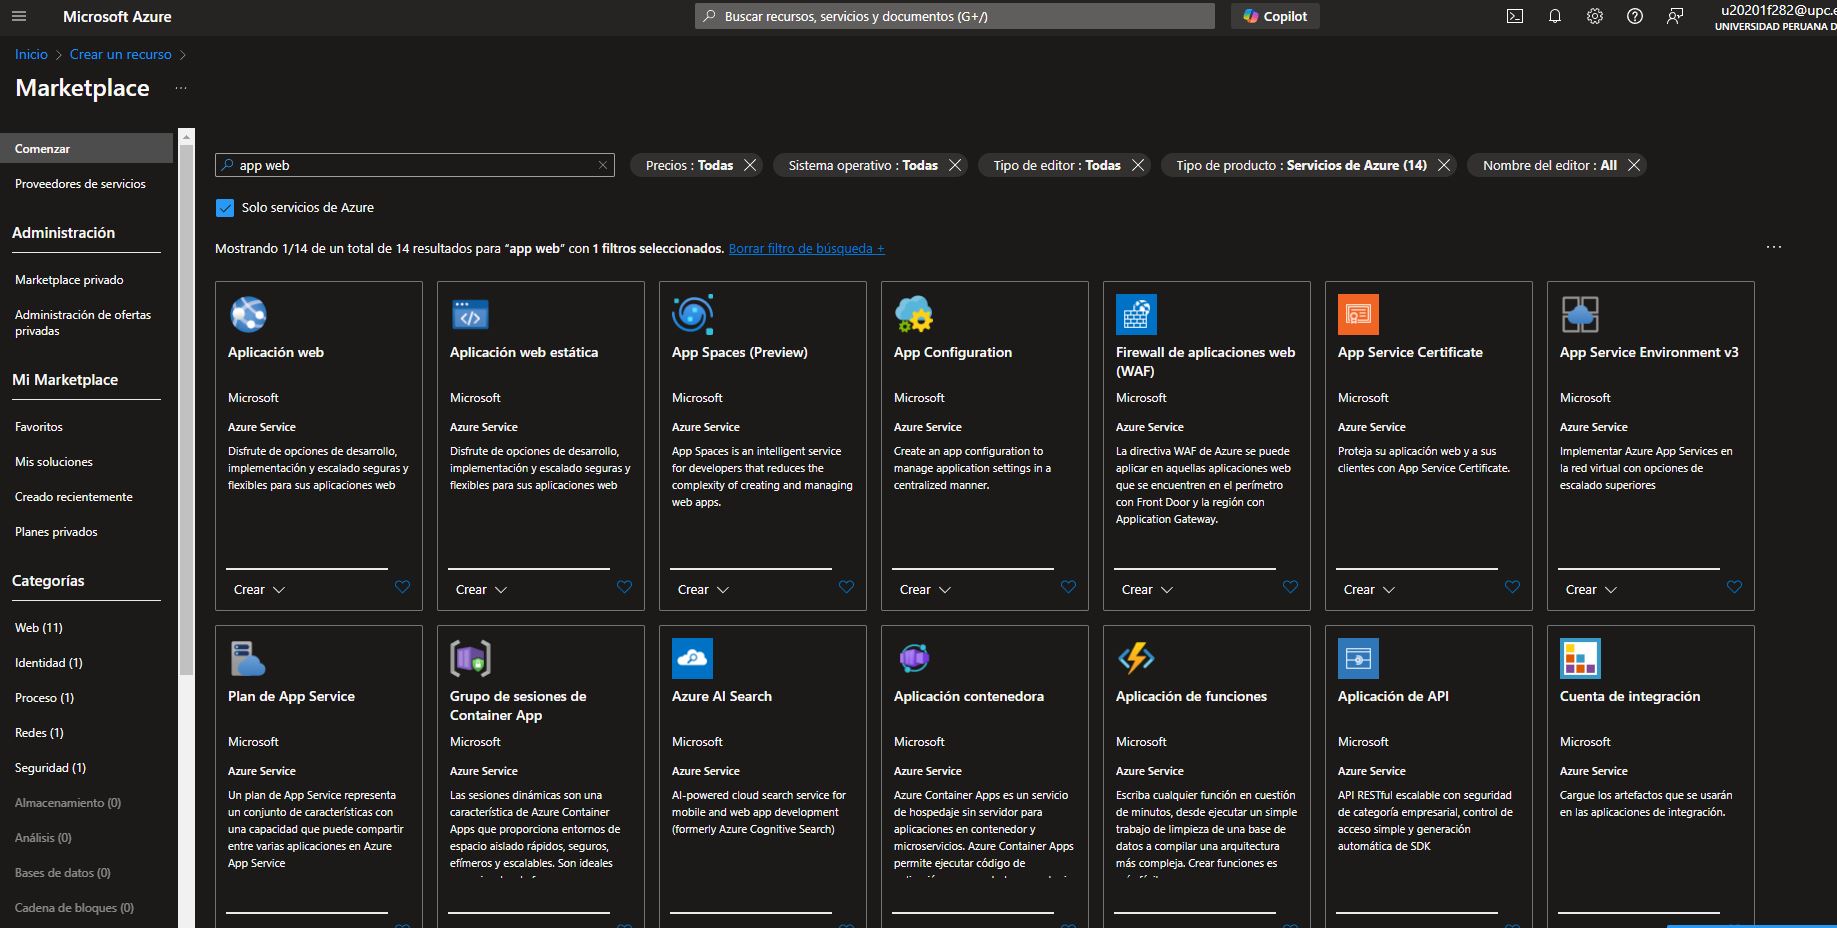 Microsoft Azure
Buscar recursos, servicios y documentos (G+/)
Copilot
u20201f282@upc.e
UNIVERSIDAD PERUANA D
Inicio > Crear un recurso >
Marketplace ...
Comenzar
Proveedores de servicios
Administración
Marketplace privado
Administración de ofertas
privadas
Mi Marketplace
Favoritos
Mis soluciones
Creado recientemente
Planes privados
Categorías
Web (11)
Identidad (1)
Proceso (1)
Redes (1)
Seguridad (1)
Almacenamiento (0)
Análisis (0)
Bases de datos (0)
Cadena de bloques (0)
app web
Precios : Todas
Sistema operativo : Todas
Tipo de editor : Todas
Tipo de producto : Servicios de Azure (14)
Nombre del editor : All
Solo servicios de Azure
Mostrando 1/14 de un total de 14 resultados para “app web” con 1 filtros seleccionados. Borrar filtro de búsqueda +
Aplicación web
Microsoft
Azure Service
Disfrute de opciones de desarrollo,
implementación y escalado seguras y
flexibles para sus aplicaciones web
Crear
Aplicación web estática
Microsoft
Azure Service
Disfrute de opciones de desarrollo,
implementación y escalado seguras y
flexibles para sus aplicaciones web
Crear
App Spaces (Preview)
Microsoft
Azure Service
App Spaces is an intelligent service
for developers that reduces the
complexity of creating and managing
web apps.
Crear
App Configuration
Microsoft
Azure Service
Create an app configuration to
manage application settings in a
centralized manner.
Crear
Firewall de aplicaciones web
(WAF)
Microsoft
Azure Service
La directiva WAF de Azure se puede
aplicar en aquellas aplicaciones web
que se encuentren en el perímetro
con Front Door y la región con
Application Gateway.
Crear
App Service Certificate
Microsoft
Azure Service
Proteja su aplicación web y a sus
clientes con App Service Certificate.
Crear
App Service Environment v3
Microsoft
Azure Service
Implementar Azure App Services en
la red virtual con opciones de
escalado superiores
Crear
Plan de App Service
Microsoft
Azure Service
Un plan de App Service representa
un conjunto de características con
una capacidad que puede compartir
entre varias aplicaciones en Azure
App Service
Grupo de sesiones de
Container App
Microsoft
Azure Service
Las sesiones dinámicas son una
característica de Azure Container
Apps que proporciona entornos de
espacio aislado rápidos, seguros,
efímeros y escalables. Son ideales
Azure AI Search
Microsoft
Azure Service
AI-powered cloud search service for
mobile and web app development
(formerly Azure Cognitive Search)
Aplicación contenedora
Microsoft
Azure Service
Azure Container Apps es un servicio
de hospedaje sin servidor para
aplicaciones en contenedor y
microservicios. Azure Container Apps
permite ejecutar código de
Aplicación de funciones
Microsoft
Azure Service
Escriba cualquier función en cuestión
de minutos, desde ejecutar un simple
trabajo de limpieza de una base de
datos a compilar una arquitectura
más compleja. Crear funciones es
Aplicación de API
Microsoft
Azure Service
API RESTful escalable con seguridad
de categoría empresarial, control de
acceso simple y generación
automática de SDK
Cuenta de integración
Microsoft
Azure Service
Cargue los artefactos que se usarán
en las aplicaciones de integración.